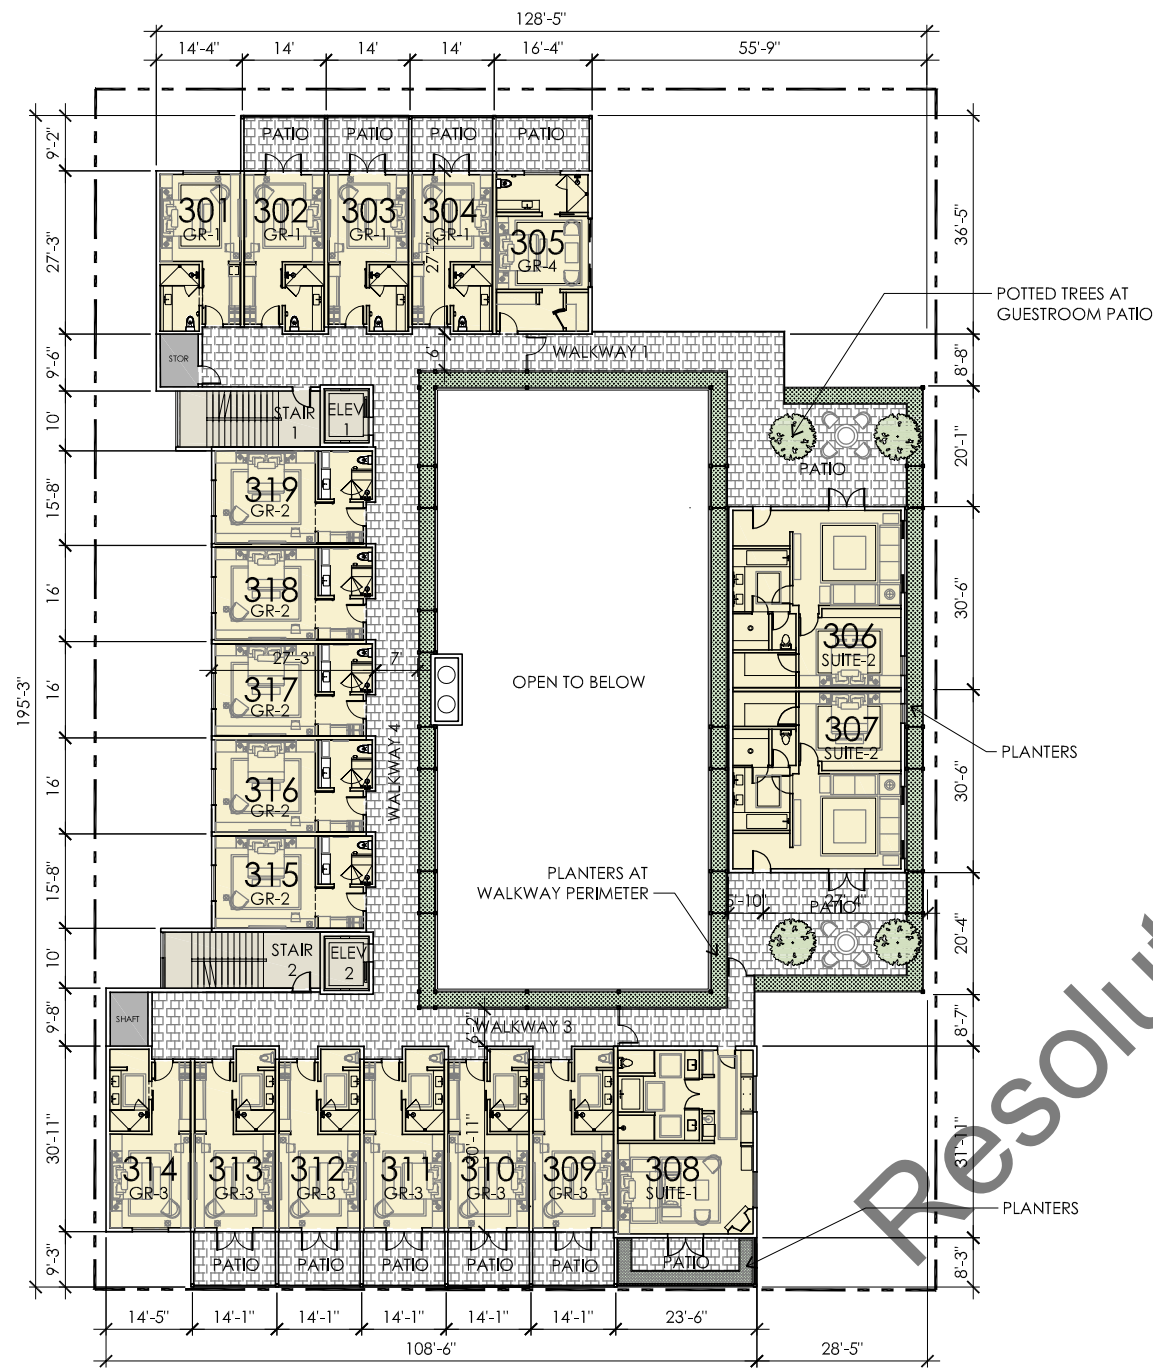 128'-5"
14'-4"
14'
14'
14'
16'-4"
55'-9"
195'-3"
9'-2"
27'-3"
9'-6"
10'
15'-8"
16'
16'
16'
15'-8"
10'
9'-8"
30'-11"
9'-3"
PATIO
PATIO
PATIO
PATIO
301
GR-1
302
GR-1
303
GR-1
304
GR-1
27'-2"
305
GR-4
36'-5"
8'-8"
20'-1"
30'-6"
30'-6"
20'-4"
8'-7"
31'-11"
8'-3"
POTTED TREES AT
GUESTROOM PATIO
STOR
6'
WALKWAY 1
STAIR
1
ELEV
1
PATIO
319
GR-2
318
GR-2
27'-3"
7'
317
GR-2
316
GR-2
315
GR-2
WALKWAY 4
OPEN TO BELOW
306
SUITE-2
307
SUITE-2
PLANTERS
PLANTERS AT
WALKWAY PERIMETER
PATIO
27'-4"
STAIR
2
ELEV
2
SHAFT
6'-2"
WALKWAY 3
314
GR-3
313
GR-3
312
GR-3
311
GR-3
30'-11"
310
GR-3
309
GR-3
308
SUITE-1
PLANTERS
PATIO
PATIO
PATIO
PATIO
PATIO
PATIO
14'-5"
14'-1"
14'-1"
14'-1"
14'-1"
14'-1"
23'-6"
108'-6"
28'-5"